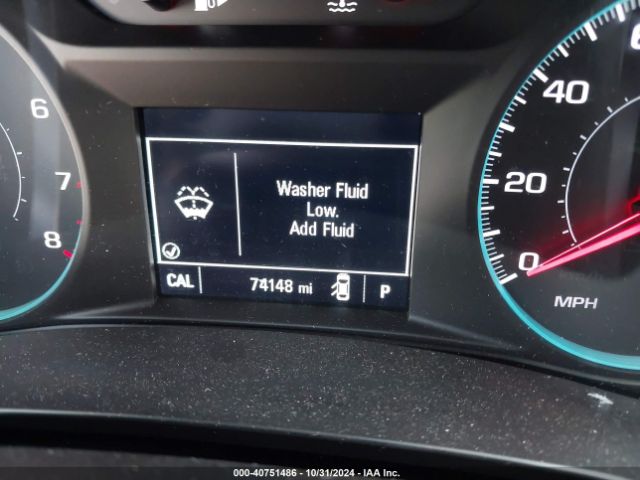 6
7
8
Washer Fluid
Low.
Add Fluid
CAL
74148 mi
P
40
20
0
MPH
000-40751486 - 10/31/2024 - IAA Inc.